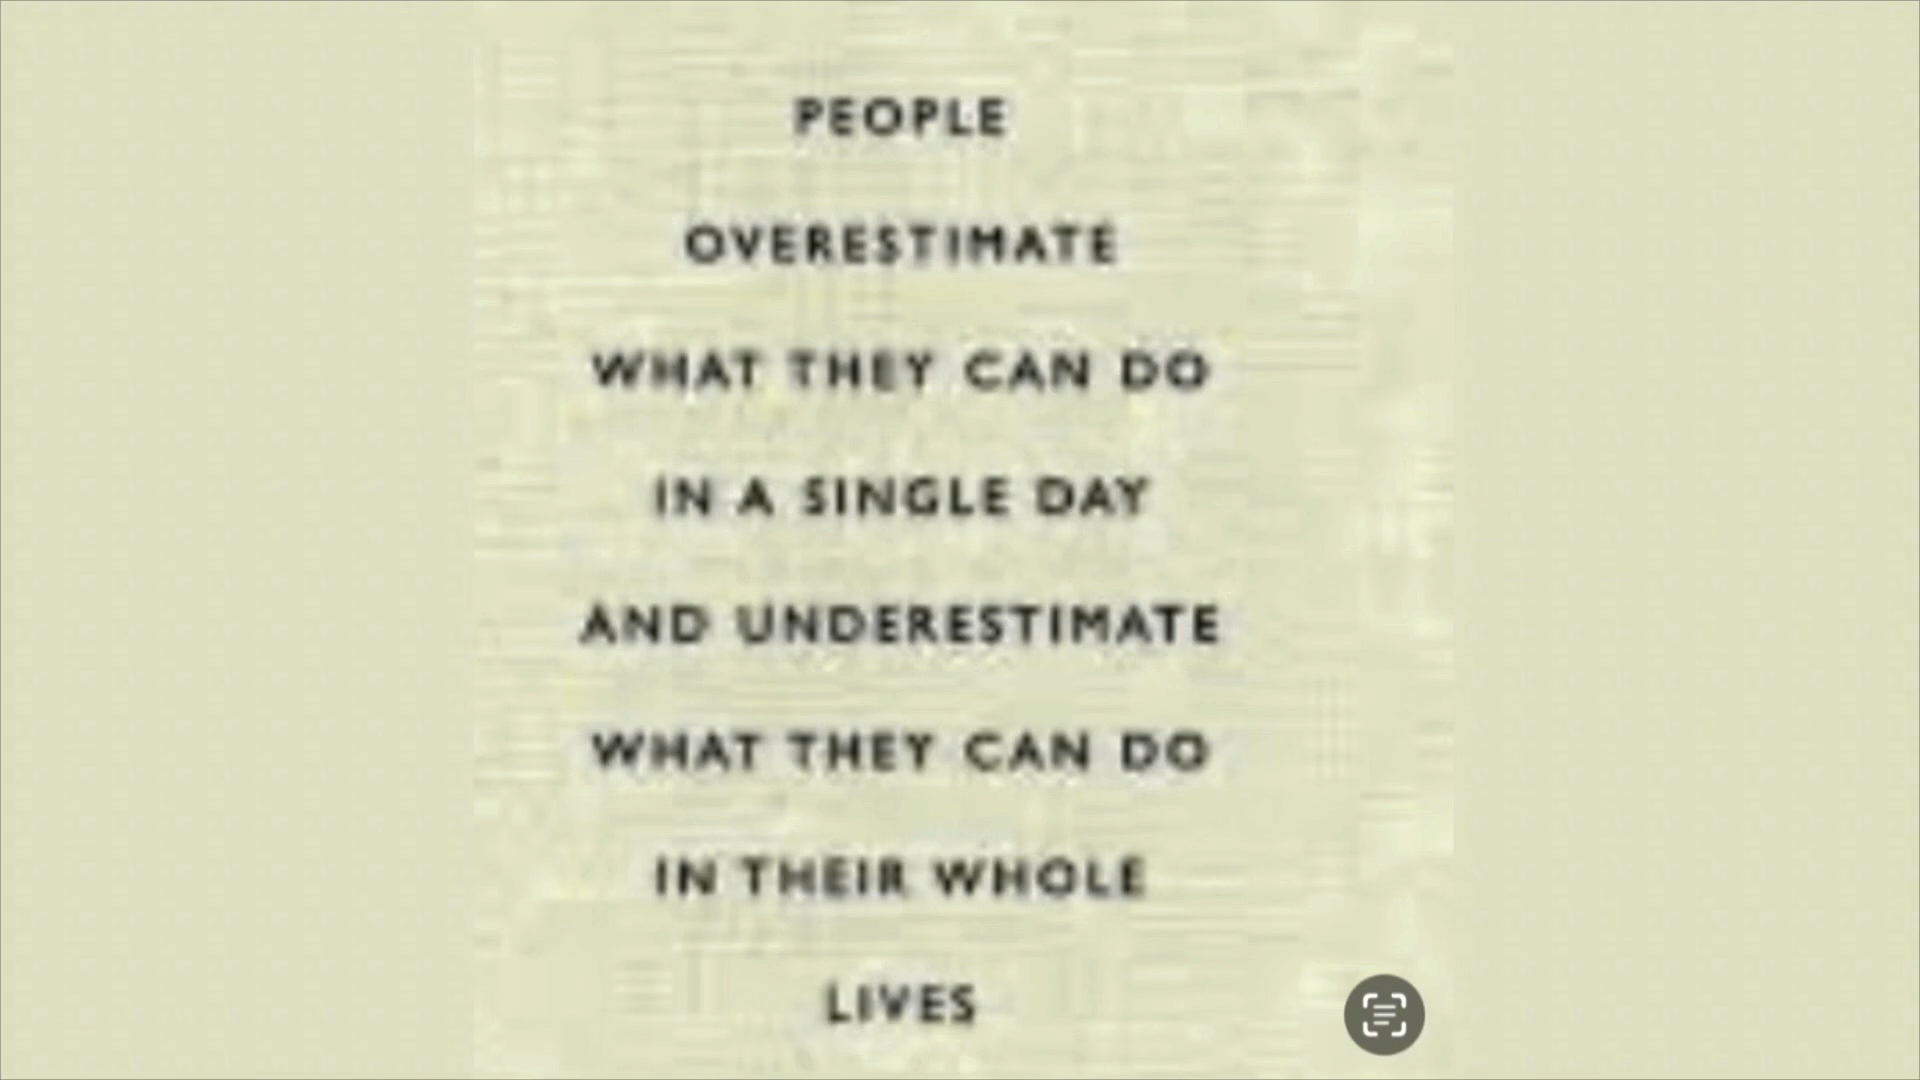 PEOPLE
OVERESTIMATE
WHAT THEY CAN DO
IN A SINGLE DAY
AND UNDERESTIMATE
WHAT THEY CAN DO
IN THEIR WHOLE
LIVES